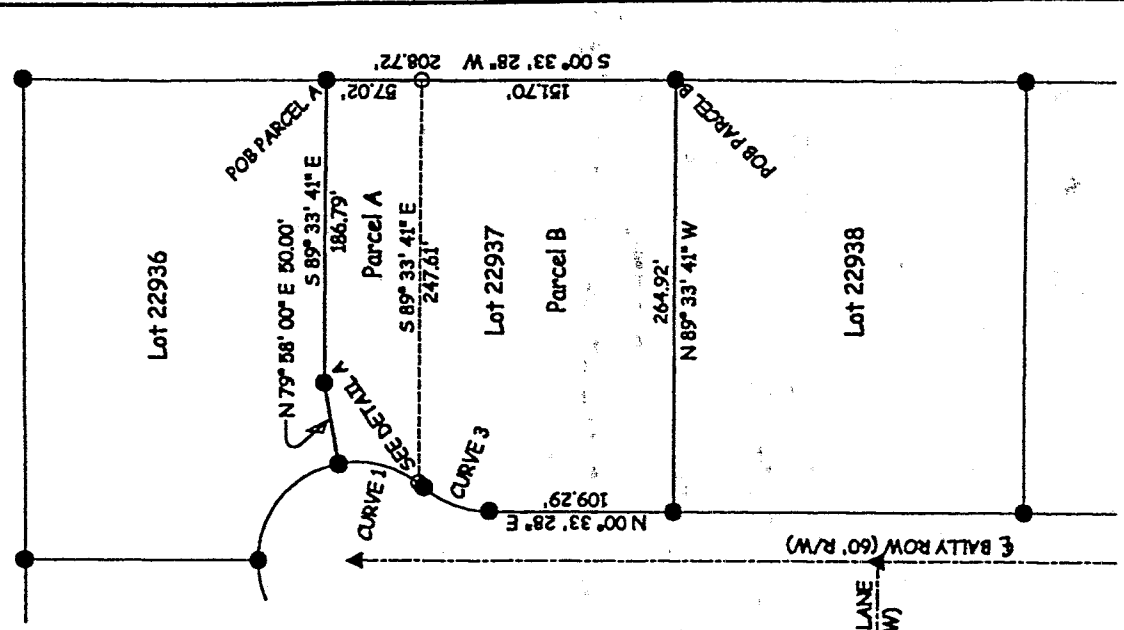 S 00° 33' 28" W 208.72'
57.02'
151.70'
POB PARCEL A
POB PARCEL B
Lot 22936
N 79° 58' 00" E 50.00'
S 89° 33' 41" E
186.79'
Parcel A
S 89° 33' 41" E
247.61'
Lot 22937
Parcel B
264.92'
N 89° 33' 41" W
Lot 22938
SEE DETAIL A
CURVE 1
CURVE 3
109.29'
N 00° 33' 28" E
℄ BALLY ROW (60' R/W)
LANE
W)